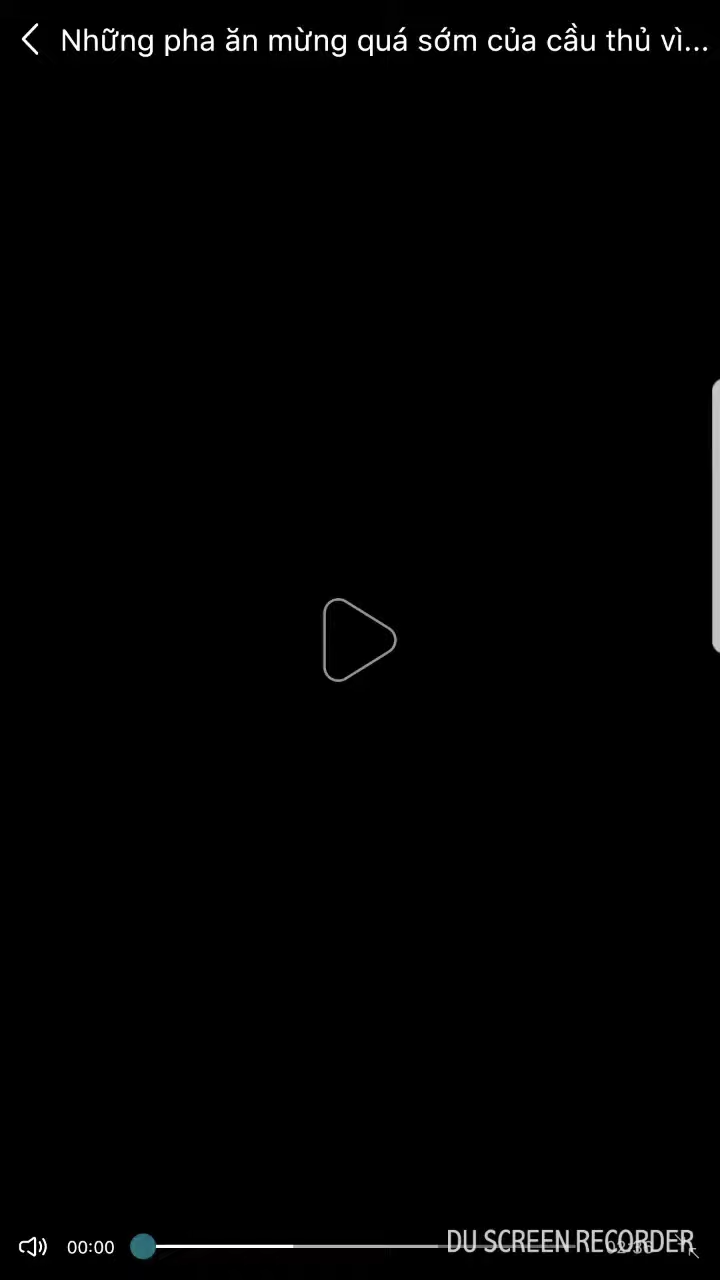 Những pha ăn mừng quá sớm của cầu thủ vì...
00:00
DU SCREEN RECORDER